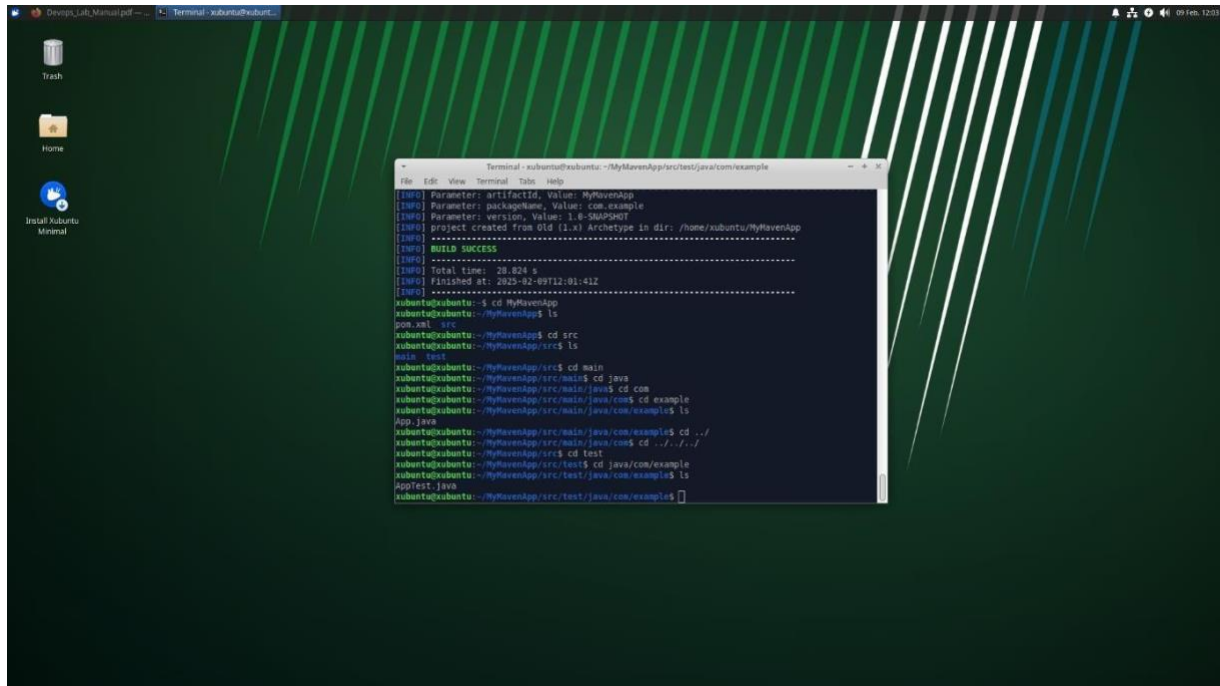 Devops_Lab_Manual.pdf — ...
Terminal - xubuntu@xubunt...
09 Feb, 12:03
Trash
Home
Install Xubuntu
Minimal
Terminal - xubuntu@xubuntu: ~/MyMavenApp/src/test/java/com/example
File Edit View Terminal Tabs Help
[INFO] Parameter: artifactId, Value: MyMavenApp
[INFO] Parameter: packageName, Value: com.example
[INFO] Parameter: version, Value: 1.0-SNAPSHOT
[INFO] project created from Old (1.x) Archetype in dir: /home/xubuntu/MyMavenApp
[INFO] ------------------------------------------------------------------------
[INFO] BUILD SUCCESS
[INFO] ------------------------------------------------------------------------
[INFO] Total time:  28.824 s
[INFO] Finished at: 2025-02-09T12:01:41Z
[INFO] ------------------------------------------------------------------------
xubuntu@xubuntu:~$ cd MyMavenApp
xubuntu@xubuntu:~/MyMavenApp$ ls
pom.xml  src
xubuntu@xubuntu:~/MyMavenApp$ cd src
xubuntu@xubuntu:~/MyMavenApp/src$ ls
main  test
xubuntu@xubuntu:~/MyMavenApp/src$ cd main
xubuntu@xubuntu:~/MyMavenApp/src/main$ cd java
xubuntu@xubuntu:~/MyMavenApp/src/main/java$ cd com
xubuntu@xubuntu:~/MyMavenApp/src/main/java/com$ cd example
xubuntu@xubuntu:~/MyMavenApp/src/main/java/com/example$ ls
App.java
xubuntu@xubuntu:~/MyMavenApp/src/main/java/com/example$ cd ../
xubuntu@xubuntu:~/MyMavenApp/src/main/java/com$ cd ../../../
xubuntu@xubuntu:~/MyMavenApp/src$ cd test
xubuntu@xubuntu:~/MyMavenApp/src/test$ cd java/com/example
xubuntu@xubuntu:~/MyMavenApp/src/test/java/com/example$ ls
AppTest.java
xubuntu@xubuntu:~/MyMavenApp/src/test/java/com/example$